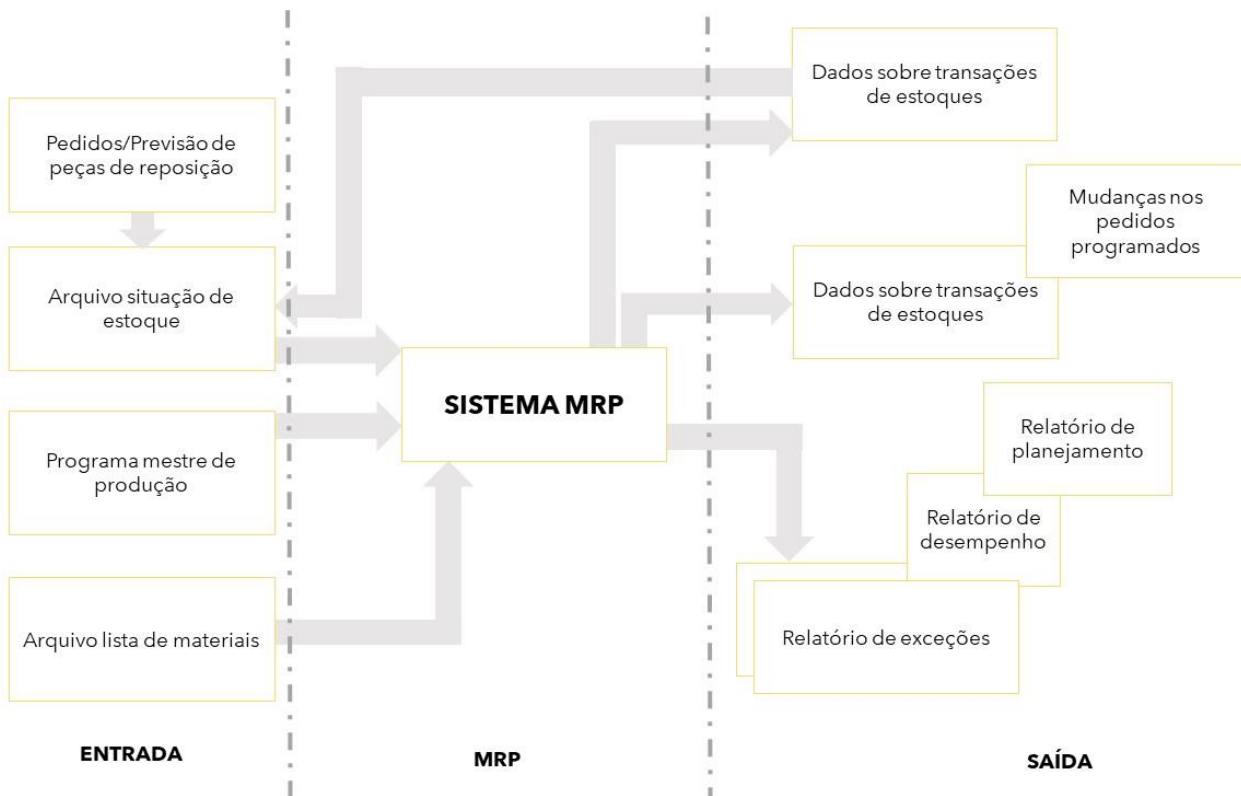 Pedidos/Previsão de
peças de reposição
Arquivo situação de
estoque
Programa mestre de
produção
Arquivo lista de materiais
ENTRADA
SISTEMA MRP
MRP
Dados sobre transações
de estoques
Mudanças nos
pedidos
programados
Dados sobre transações
de estoques
Relatório de
planejamento
Relatório de
desempenho
Relatório de exceções
SAÍDA